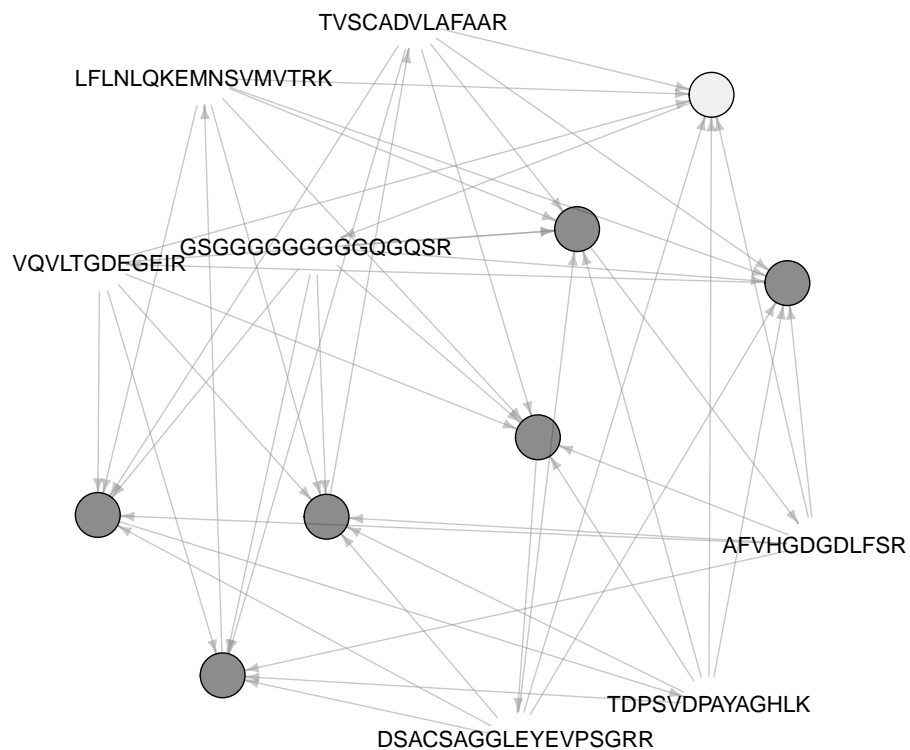 TVSCADVLAFAAR
LFLNLQKEMNSVMVTRK
GSGGGGGGGGGQGQSR
VQVLTGDEGEIR
AFVHGDGDLFSR
TDPSVDPAYAGHLK
DSACSAGGLEYEVPSGRR